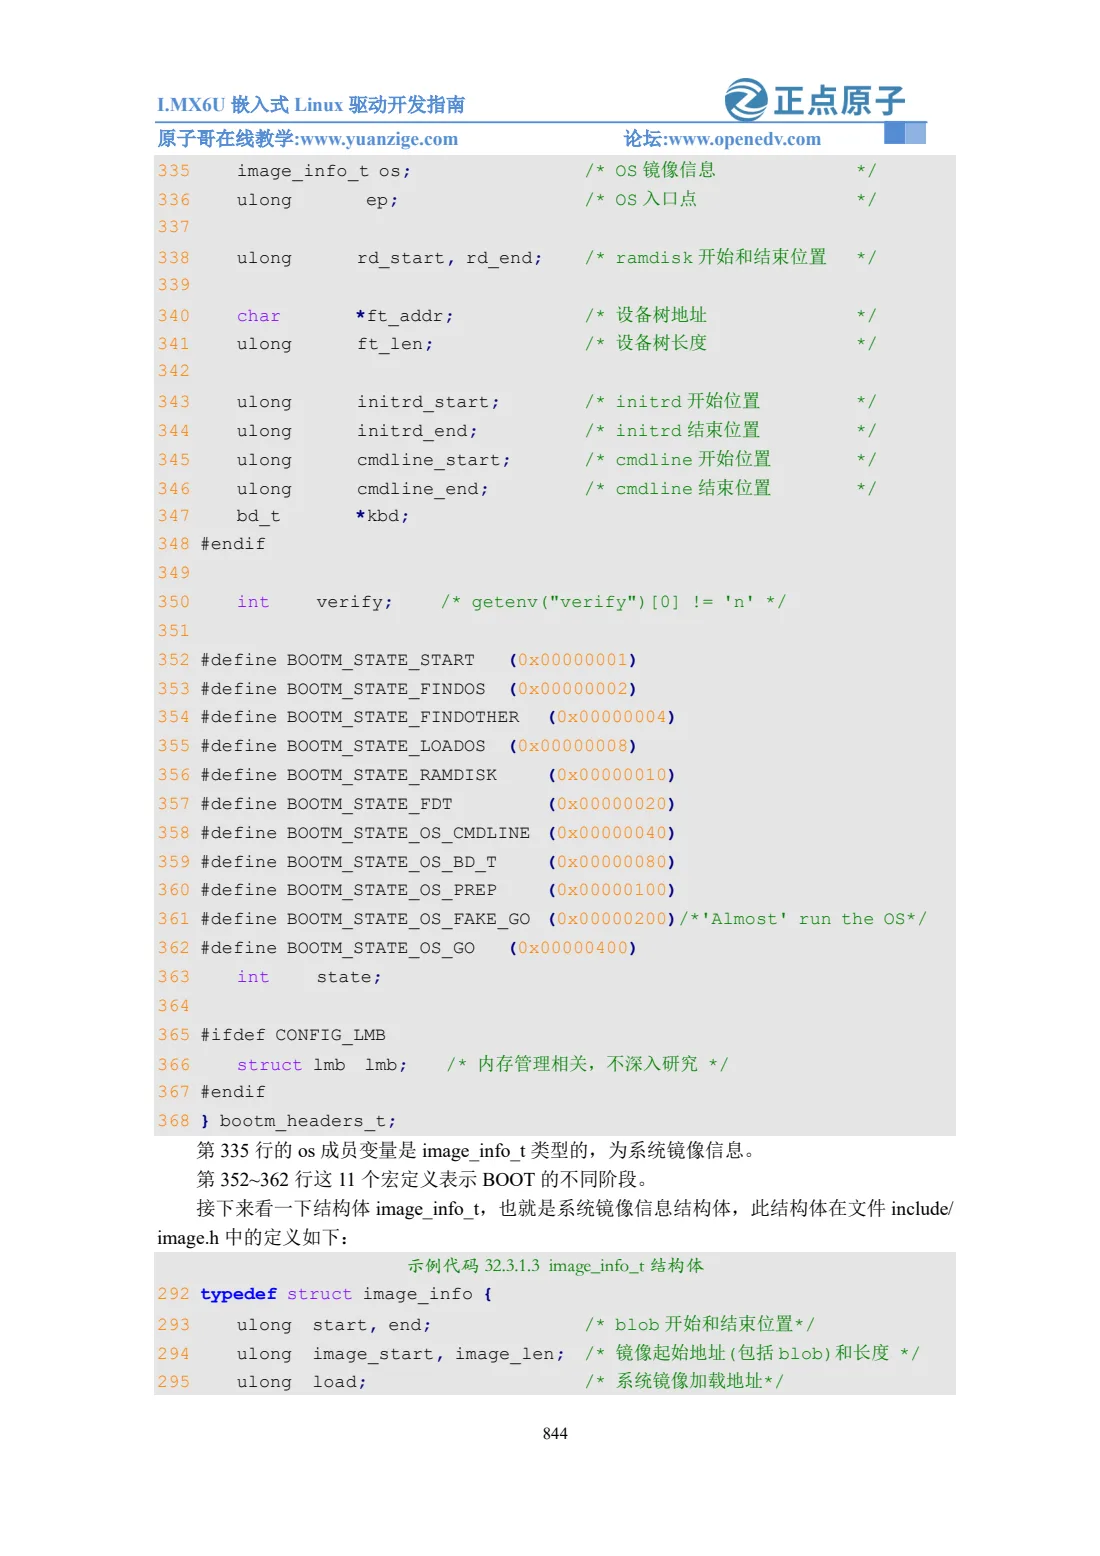 I.MX6U 嵌入式 Linux 驱动开发指南
正点原子
原子哥在线教学:www.yuanzige.com 论坛:www.openedv.com
335 image_info_t os; /* OS 镜像信息 */
336 ulong ep; /* OS 入口点 */
337
338 ulong rd_start, rd_end; /* ramdisk 开始和结束位置 */
339
340 char *ft_addr; /* 设备树地址 */
341 ulong ft_len; /* 设备树长度 */
342
343 ulong initrd_start; /* initrd 开始位置 */
344 ulong initrd_end; /* initrd 结束位置 */
345 ulong cmdline_start; /* cmdline 开始位置 */
346 ulong cmdline_end; /* cmdline 结束位置 */
347 bd_t *kbd;
348 #endif
349
350 int verify; /* getenv("verify")[0] != 'n' */
351
352 #define BOOTM_STATE_START (0x00000001)
353 #define BOOTM_STATE_FINDOS (0x00000002)
354 #define BOOTM_STATE_FINDOTHER (0x00000004)
355 #define BOOTM_STATE_LOADOS (0x00000008)
356 #define BOOTM_STATE_RAMDISK (0x00000010)
357 #define BOOTM_STATE_FDT (0x00000020)
358 #define BOOTM_STATE_OS_CMDLINE (0x00000040)
359 #define BOOTM_STATE_OS_BD_T (0x00000080)
360 #define BOOTM_STATE_OS_PREP (0x00000100)
361 #define BOOTM_STATE_OS_FAKE_GO (0x00000200)/*'Almost' run the OS*/
362 #define BOOTM_STATE_OS_GO (0x00000400)
363 int state;
364
365 #ifdef CONFIG_LMB
366 struct lmb lmb; /* 内存管理相关，不深入研究 */
367 #endif
368 } bootm_headers_t;
第 335 行的 os 成员变量是 image_info_t 类型的，为系统镜像信息。
第 352~362 行这 11 个宏定义表示 BOOT 的不同阶段。
接下来看一下结构体 image_info_t，也就是系统镜像信息结构体，此结构体在文件 include/
image.h 中的定义如下：
示例代码 32.3.1.3 image_info_t 结构体
292 typedef struct image_info {
293 ulong start, end; /* blob 开始和结束位置*/
294 ulong image_start, image_len; /* 镜像起始地址(包括 blob)和长度 */
295 ulong load; /* 系统镜像加载地址*/
844